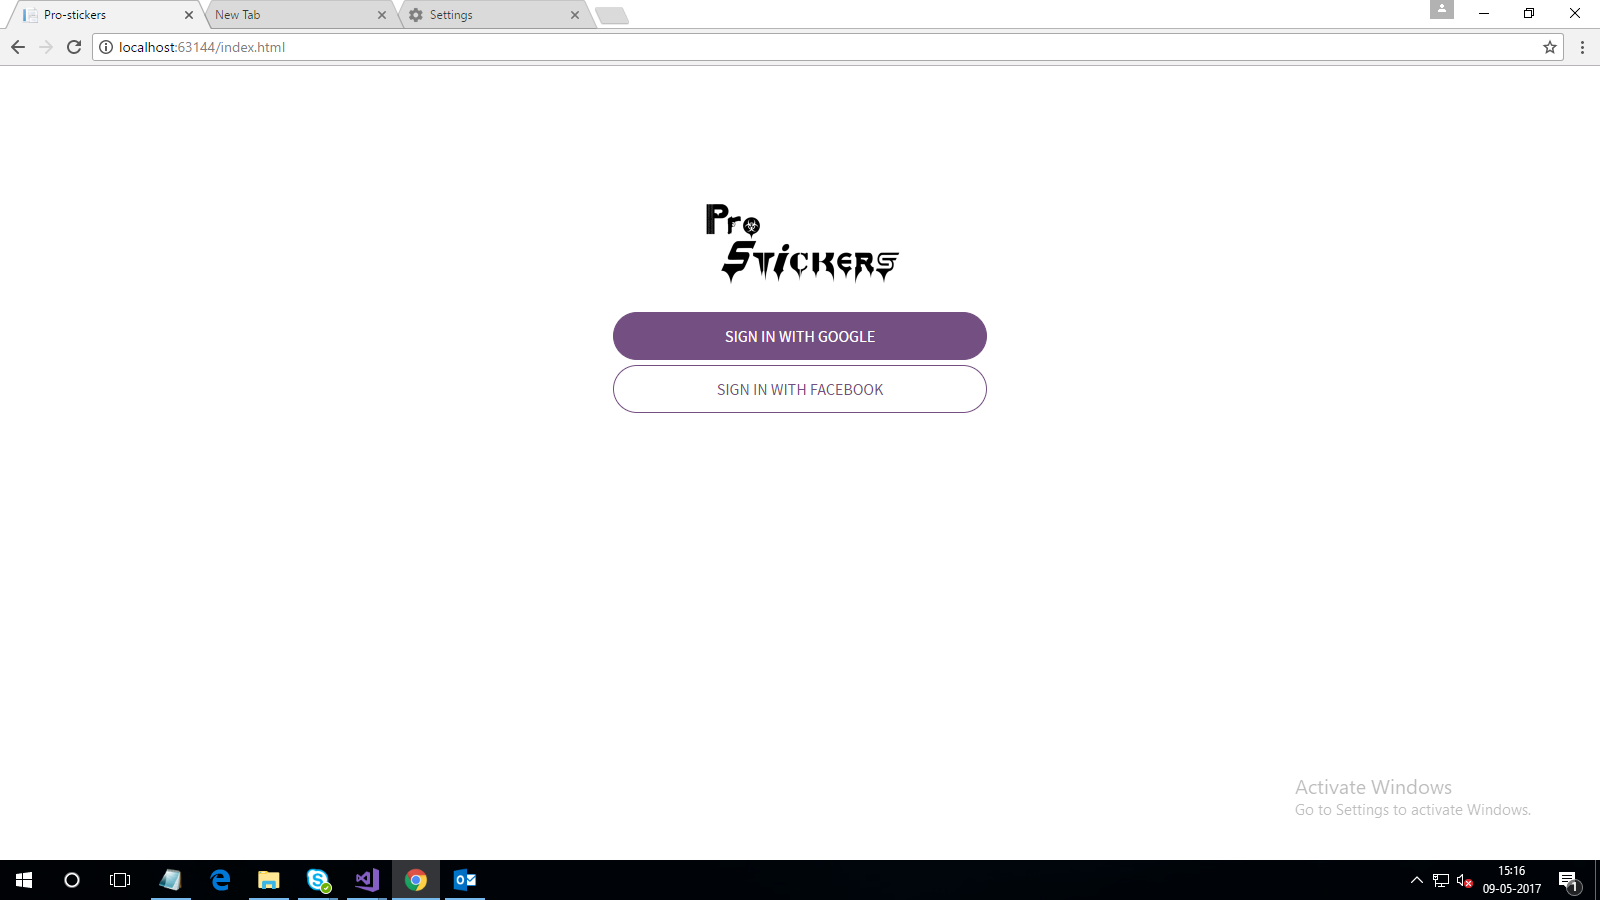 Pro-stickers
New Tab
Settings
localhost:63144/index.html
Pro
Stickers
SIGN IN WITH GOOGLE
SIGN IN WITH FACEBOOK
Activate Windows
Go to Settings to activate Windows.
15:16
09-05-2017
1